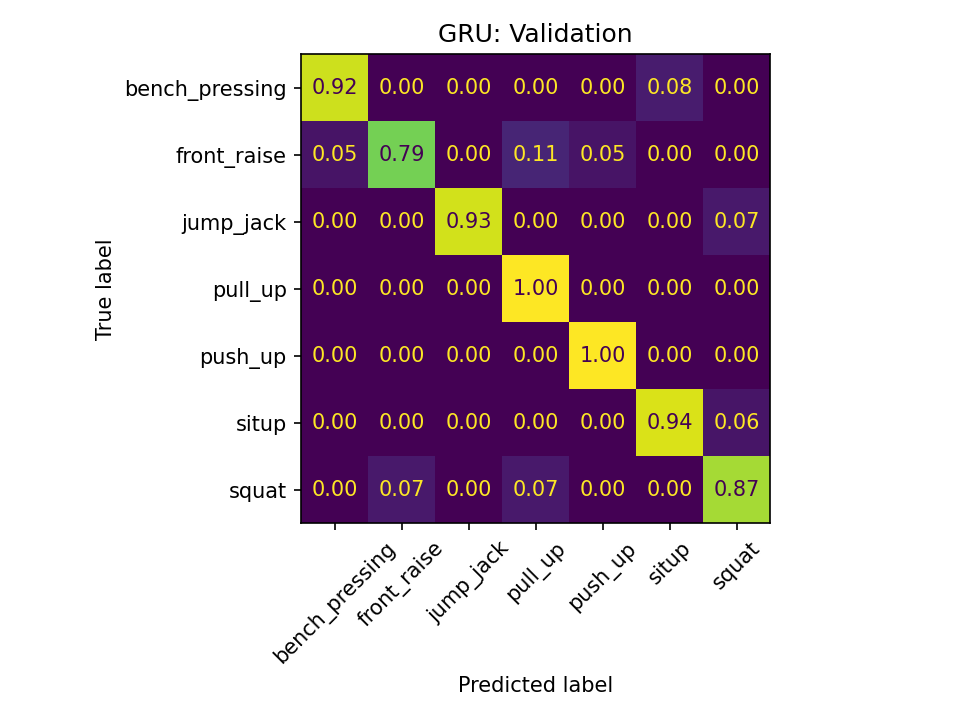 GRU: Validation
bench_pressing 0.92 0.00 0.00 0.00 0.00 0.08 0.00
front_raise 0.05 0.79 0.00 0.11 0.05 0.00 0.00
jump_jack 0.00 0.00 0.93 0.00 0.00 0.00 0.07
pull_up 0.00 0.00 0.00 1.00 0.00 0.00 0.00
push_up 0.00 0.00 0.00 0.00 1.00 0.00 0.00
situp 0.00 0.00 0.00 0.00 0.00 0.94 0.06
squat 0.00 0.07 0.00 0.07 0.00 0.00 0.87
True label
bench_pressing front_raise jump_jack pull_up push_up situp squat
Predicted label